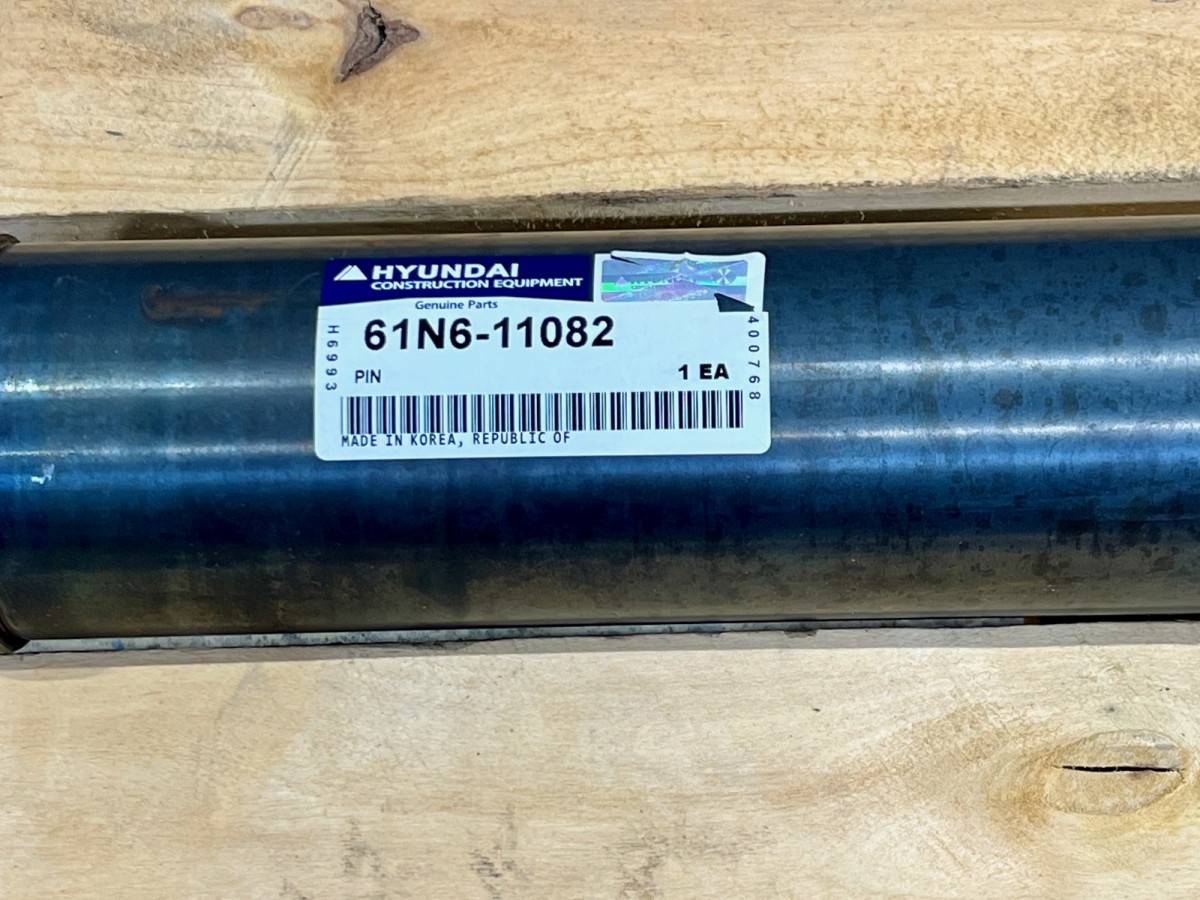 HYUNDAI
CONSTRUCTION EQUIPMENT
Genuine Parts
61N6-11082
H6993
400768
PIN
1 EA
MADE IN KOREA, REPUBLIC OF